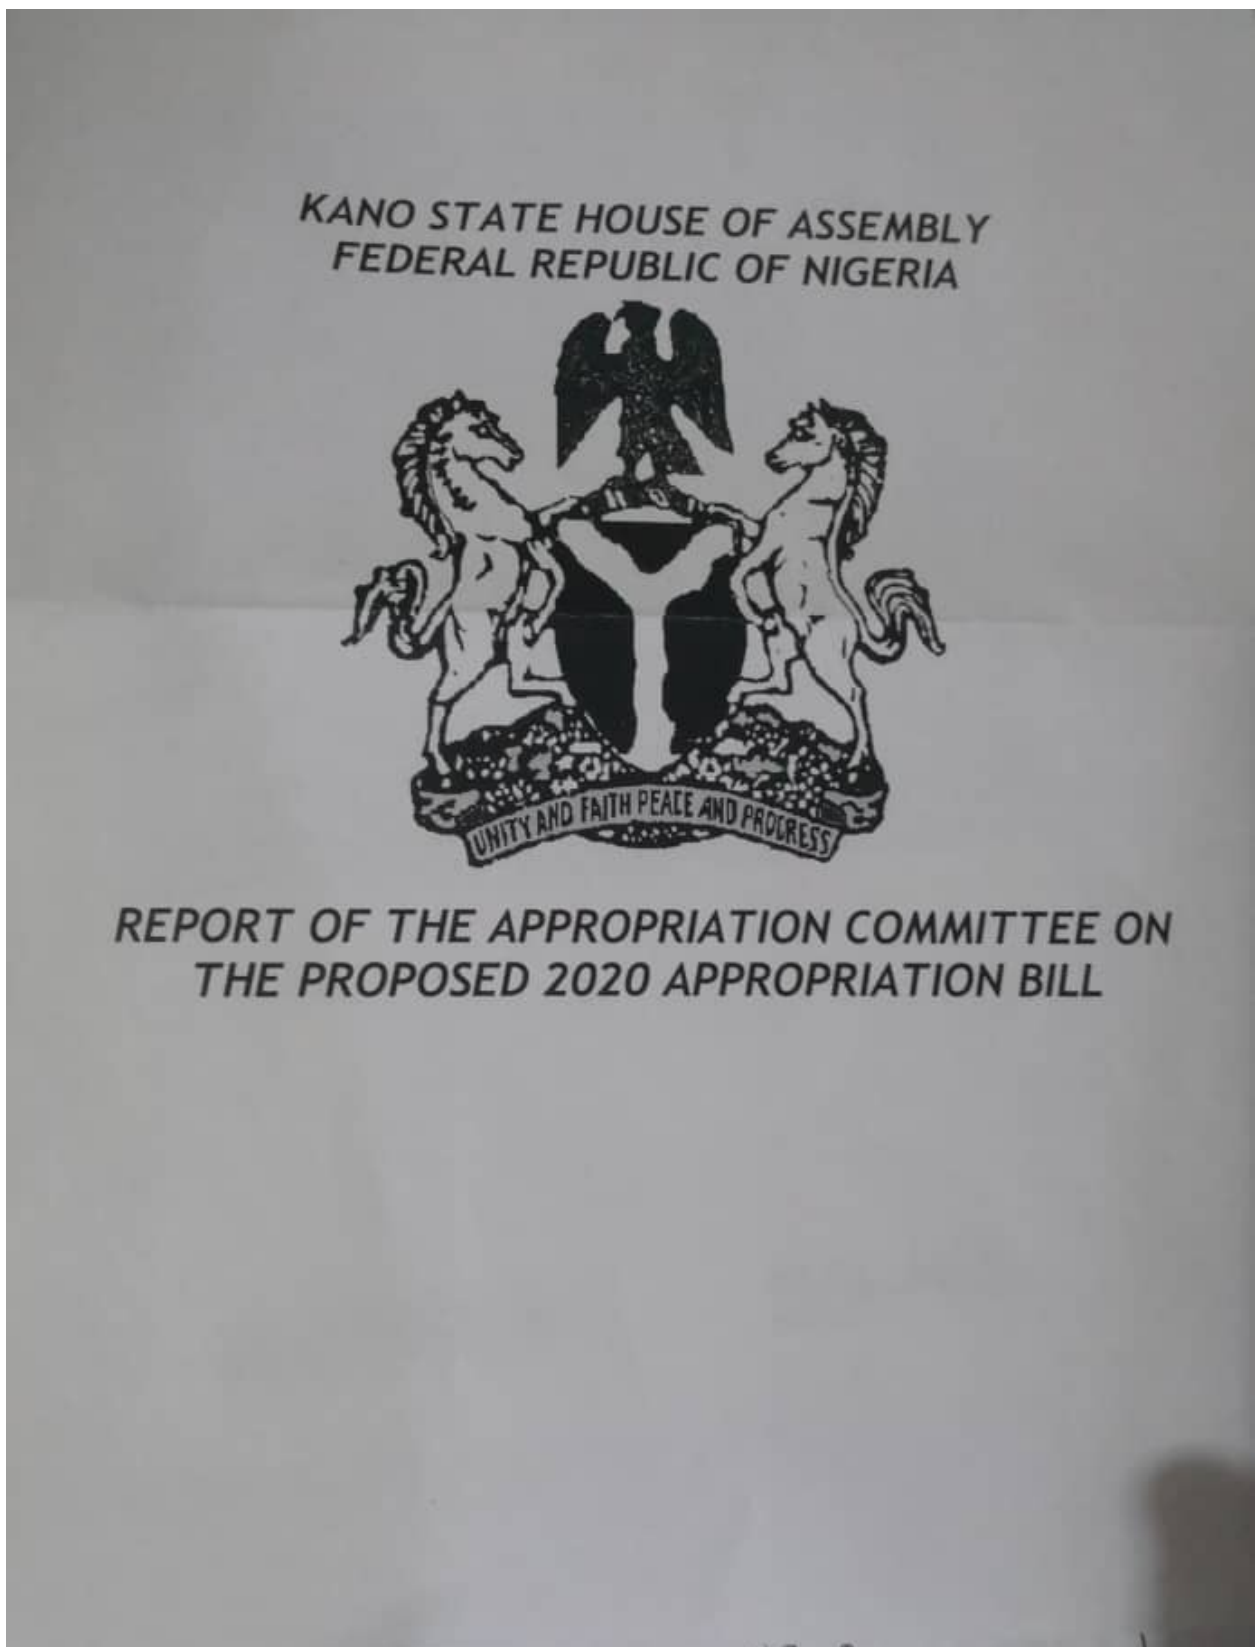 KANO STATE HOUSE OF ASSEMBLY
FEDERAL REPUBLIC OF NIGERIA
UNITY AND FAITH PEACE AND PROGRESS
REPORT OF THE APPROPRIATION COMMITTEE ON
THE PROPOSED 2020 APPROPRIATION BILL